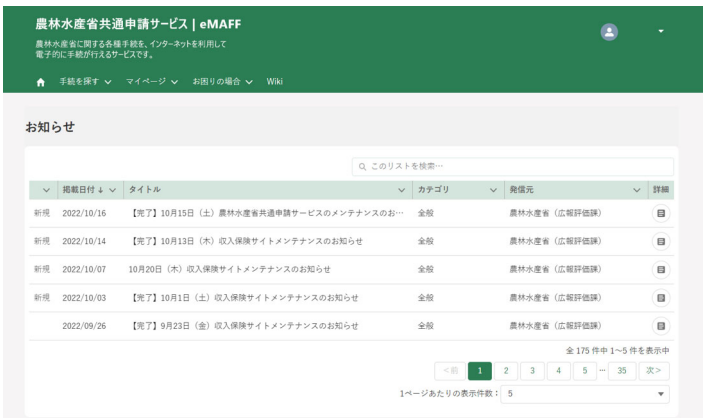 農林水産省共通申請サービス | eMAFF
農林水産省に関する各種手続を、インターネットを利用して
電子的に手続が行えるサービスです。
手続を探す マイページ お困りの場合 Wiki
お知らせ
このリストを検索…
掲載日付 ↓ タイトル カテゴリ 発信元 詳細
新規 2022/10/16 【完了】10月15日（土）農林水産省共通申請サービスのメンテナンスのお… 全般 農林水産省（広報評価課）
新規 2022/10/14 【完了】10月13日（木）収入保険サイトメンテナンスのお知らせ 全般 農林水産省（広報評価課）
新規 2022/10/07 10月20日（木）収入保険サイトメンテナンスのお知らせ 全般 農林水産省（広報評価課）
新規 2022/10/03 【完了】10月1日（土）収入保険サイトメンテナンスのお知らせ 全般 農林水産省（広報評価課）
2022/09/26 【完了】9月23日（金）収入保険サイトメンテナンスのお知らせ 全般 農林水産省（広報評価課）
全 175 件中 1～5 件を表示中
<前 1 2 3 4 5 … 35 次>
1ページあたりの表示件数： 5